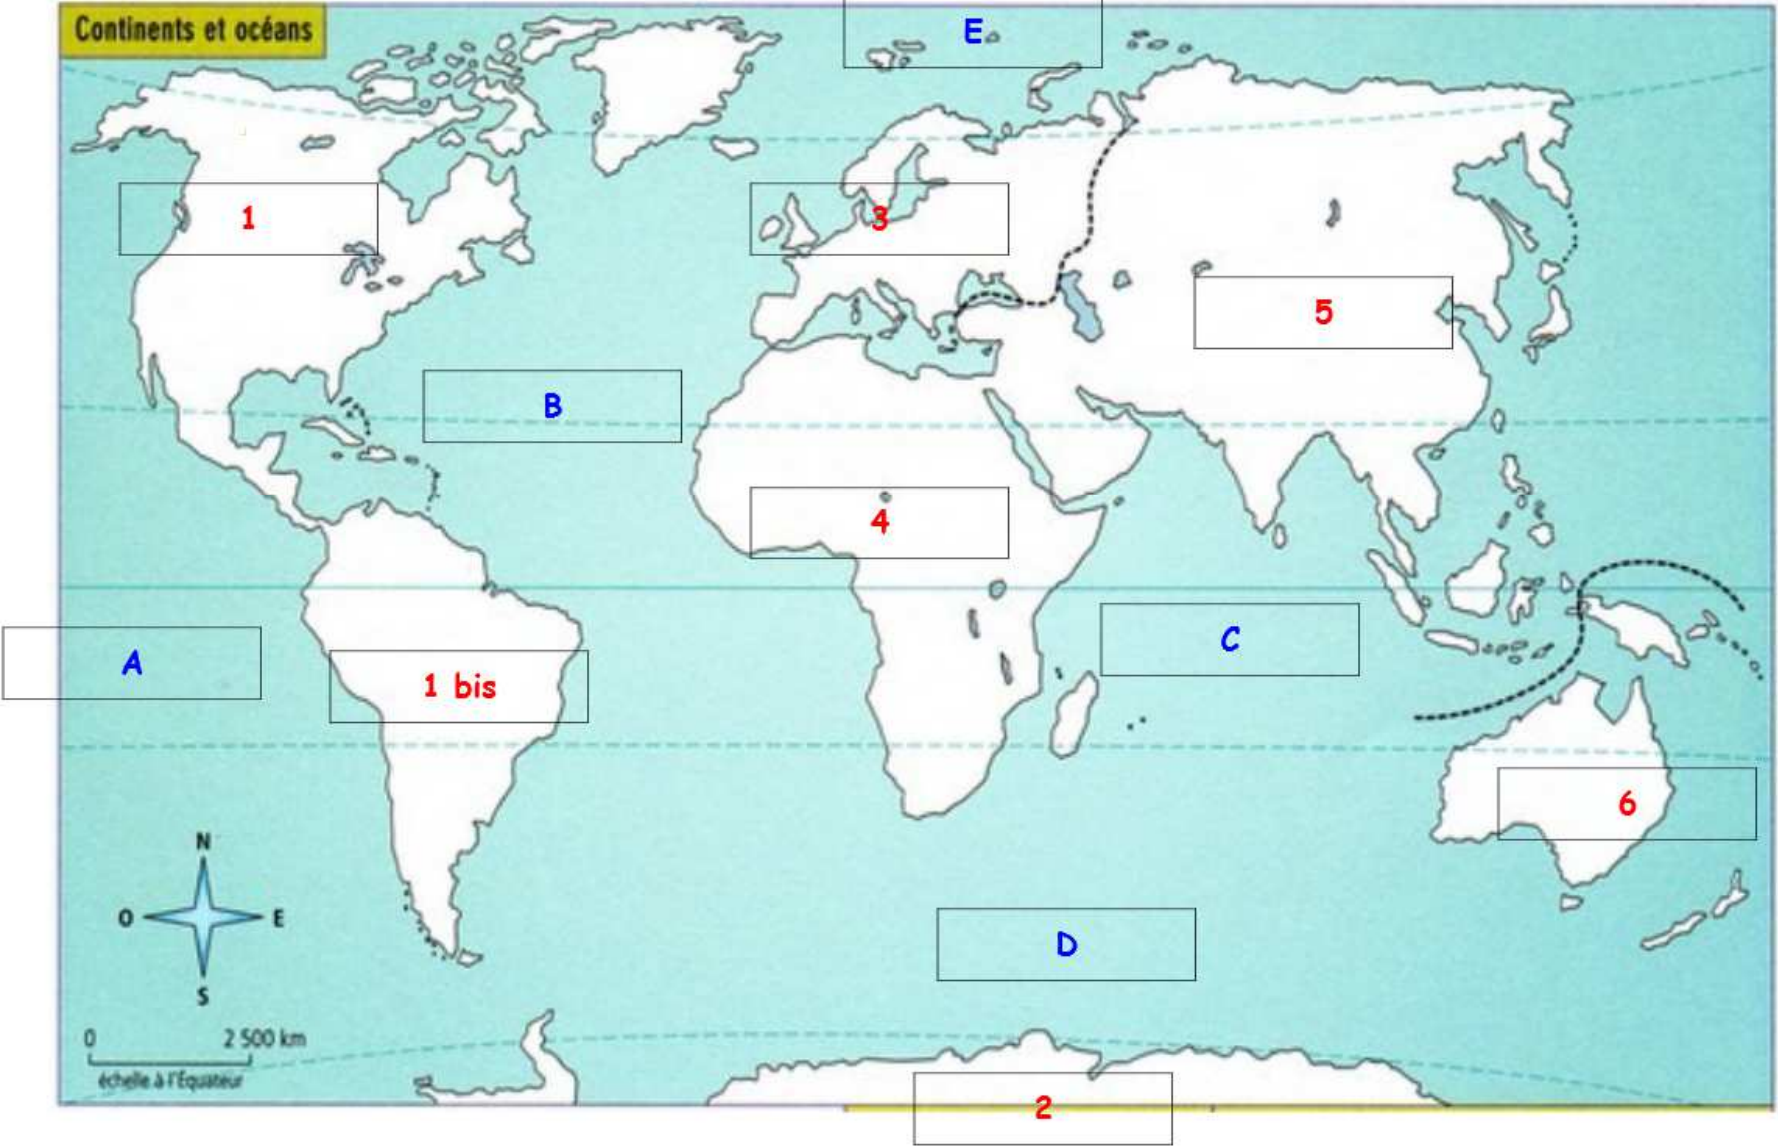 Continents et océans
E
1
3
5
B
4
C
A
1 bis
6
N
O
E
D
S
0
2 500 km
échelle à l'Équateur
2